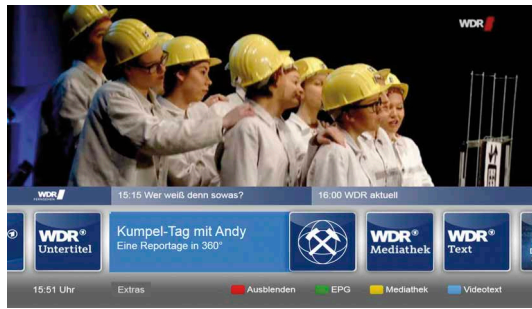 WDR
WDR
FERNSEHEN
15:15 Wer weiß denn sowas?
16:00 WDR aktuell
WDR
Untertitel
Kumpel-Tag mit Andy
Eine Reportage in 360°
WDR
Mediathek
WDR
Text
15:51 Uhr
Extras
Ausblenden
EPG
Mediathek
Videotext